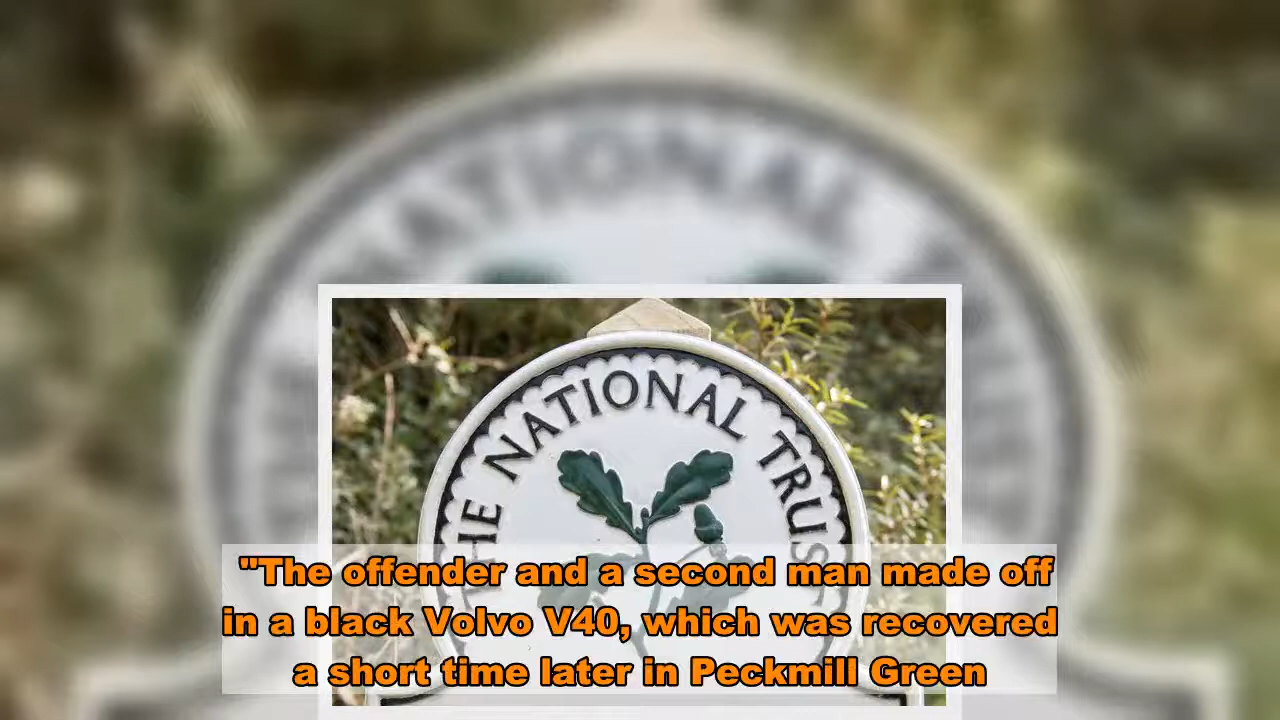 THE NATIONAL TRUST
"The offender and a second man made off
in a black Volvo V40, which was recovered
a short time later in Peckmill Green